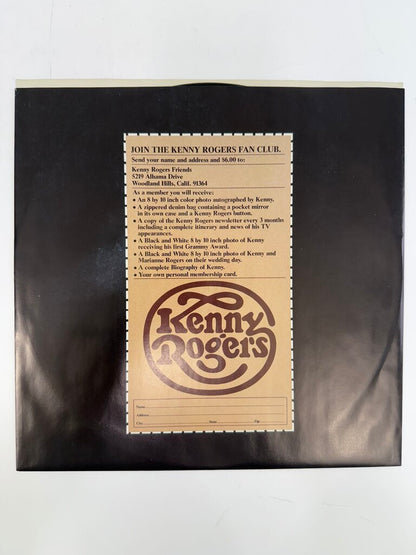 JOIN THE KENNY ROGERS FAN CLUB.
Send your name and address and $6.00 to:
Kenny Rogers Friends
5219 Alhama Drive
Woodland Hills, Calif. 91364
As a member you will receive:
• An 8 by 10 inch color photo autographed by Kenny.
• A zippered denim bag containing a pocket mirror
in its own case and a Kenny Rogers button.
• A copy of the Kenny Rogers newsletter every 3 months
including a complete itinerary and news of his TV
appearances.
• A Black and White 8 by 10 inch photo of Kenny
receiving his first Grammy Award.
• A Black and White 8 by 10 inch photo of Kenny and
Marianne Rogers on their wedding day.
• A complete Biography of Kenny.
• Your own personal membership card.
Kenny
Rogers
Name
Address
City State Zip